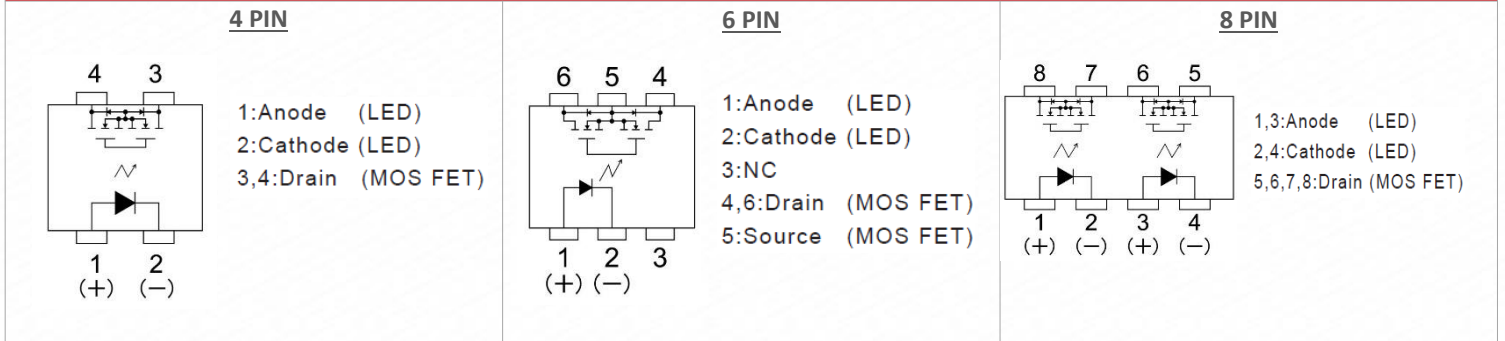 4 PIN
4 3
1:Anode (LED)
2:Cathode (LED)
3,4:Drain (MOS FET)
1 2
(+) (−)
6 PIN
6 5 4
1:Anode (LED)
2:Cathode (LED)
3:NC
4,6:Drain (MOS FET)
5:Source (MOS FET)
1 2 3
(+) (−)
8 PIN
8 7 6 5
1,3:Anode (LED)
2,4:Cathode (LED)
5,6,7,8:Drain (MOS FET)
1 2 3 4
(+) (−) (+) (−)